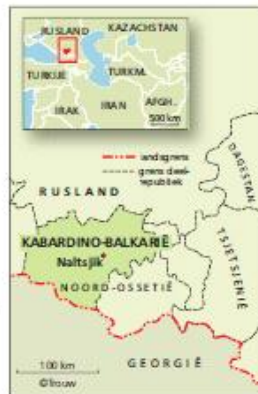 RUSLAND
KAZACHSTAN
TURKIJE
TURKM.
IRAK
IRAN
AFGH.
500 km
landsgrens
grens deel-
republiek
RUSLAND
DAGESTAN
KABARDINO-BALKARIË
Naltsjik
TSJETSJENIË
NOORD-OSSETIË
100 km
GEORGIË
©Trouw